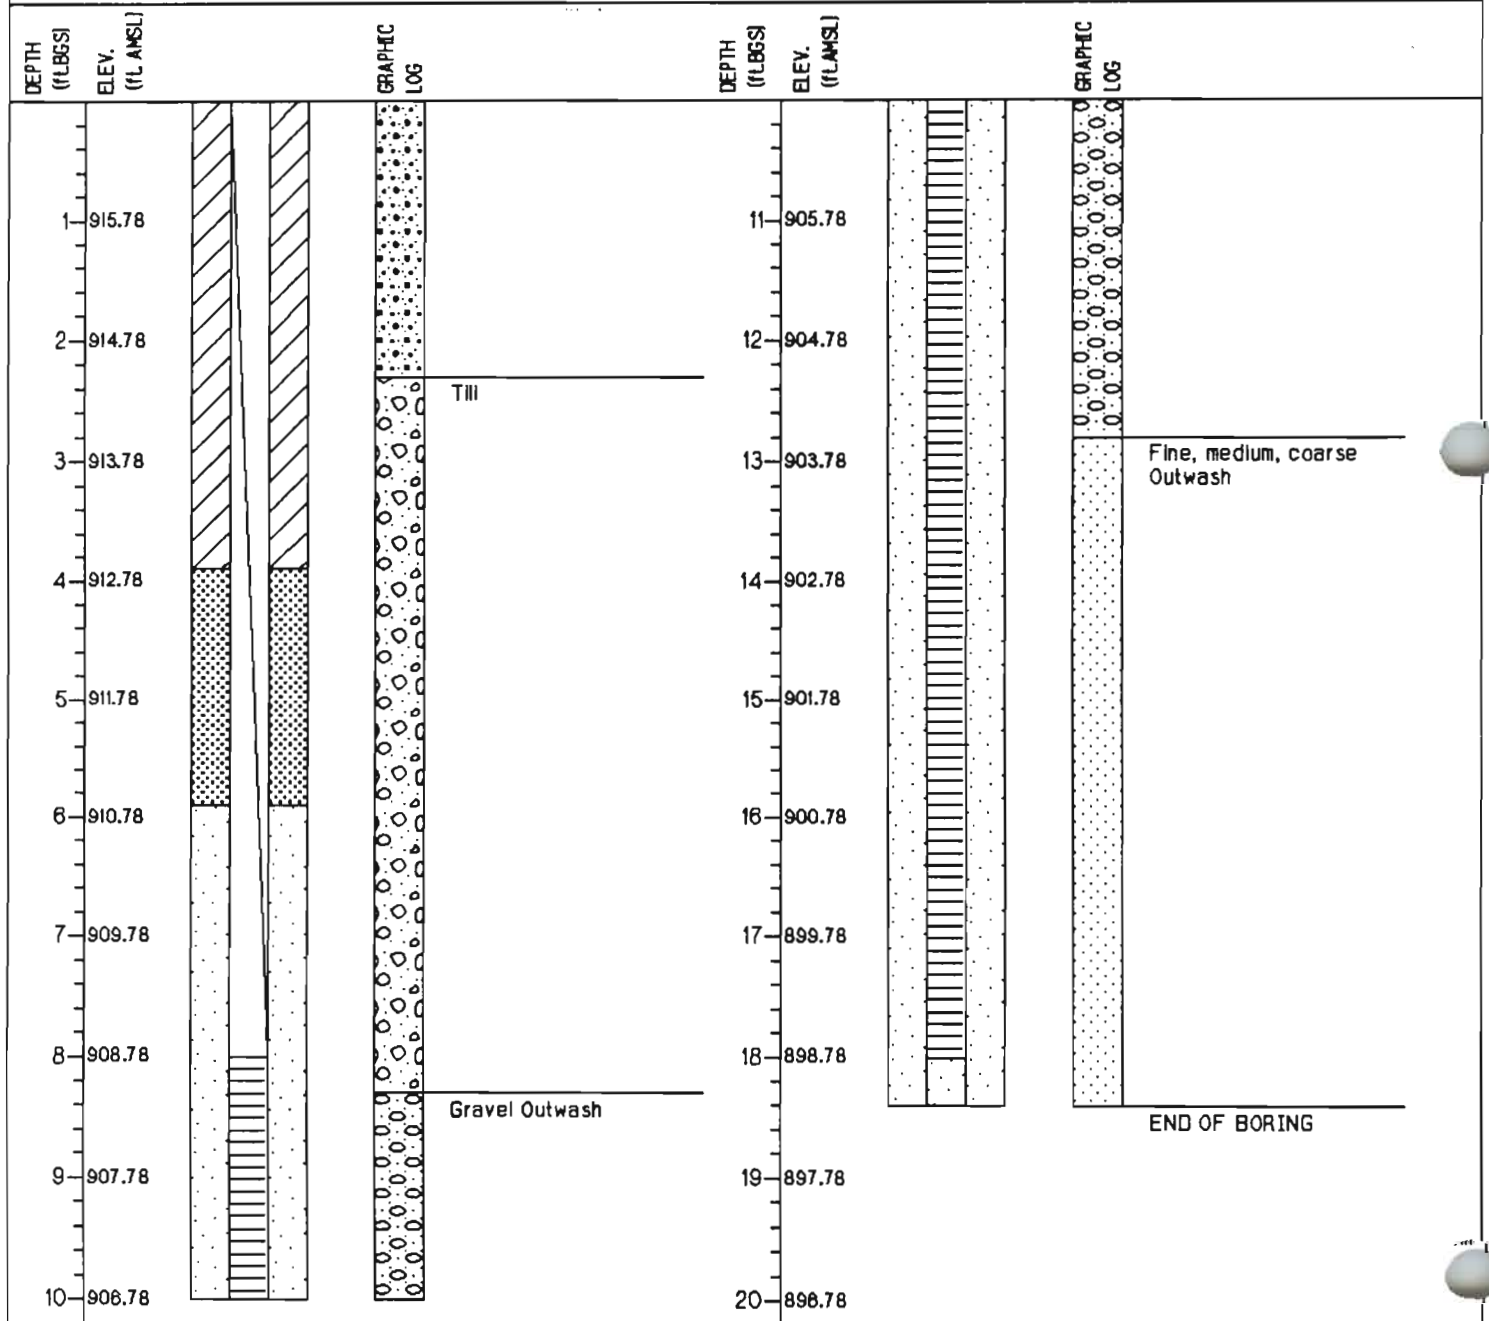 DEPTH (ft.BGS)
ELEV. (ft. AMSL)
GRAPHIC LOG
1 915.78
2 914.78
Till
3 913.78
4 912.78
5 911.78
6 910.78
7 909.78
8 908.78
Gravel Outwash
9 907.78
10 906.78
DEPTH (ft.BGS)
ELEV. (ft.AMSL)
GRAPHIC LOG
11 905.78
12 904.78
13 903.78
Fine, medium, coarse
Outwash
14 902.78
15 901.78
16 900.78
17 899.78
18 898.78
END OF BORING
19 897.78
20 896.78